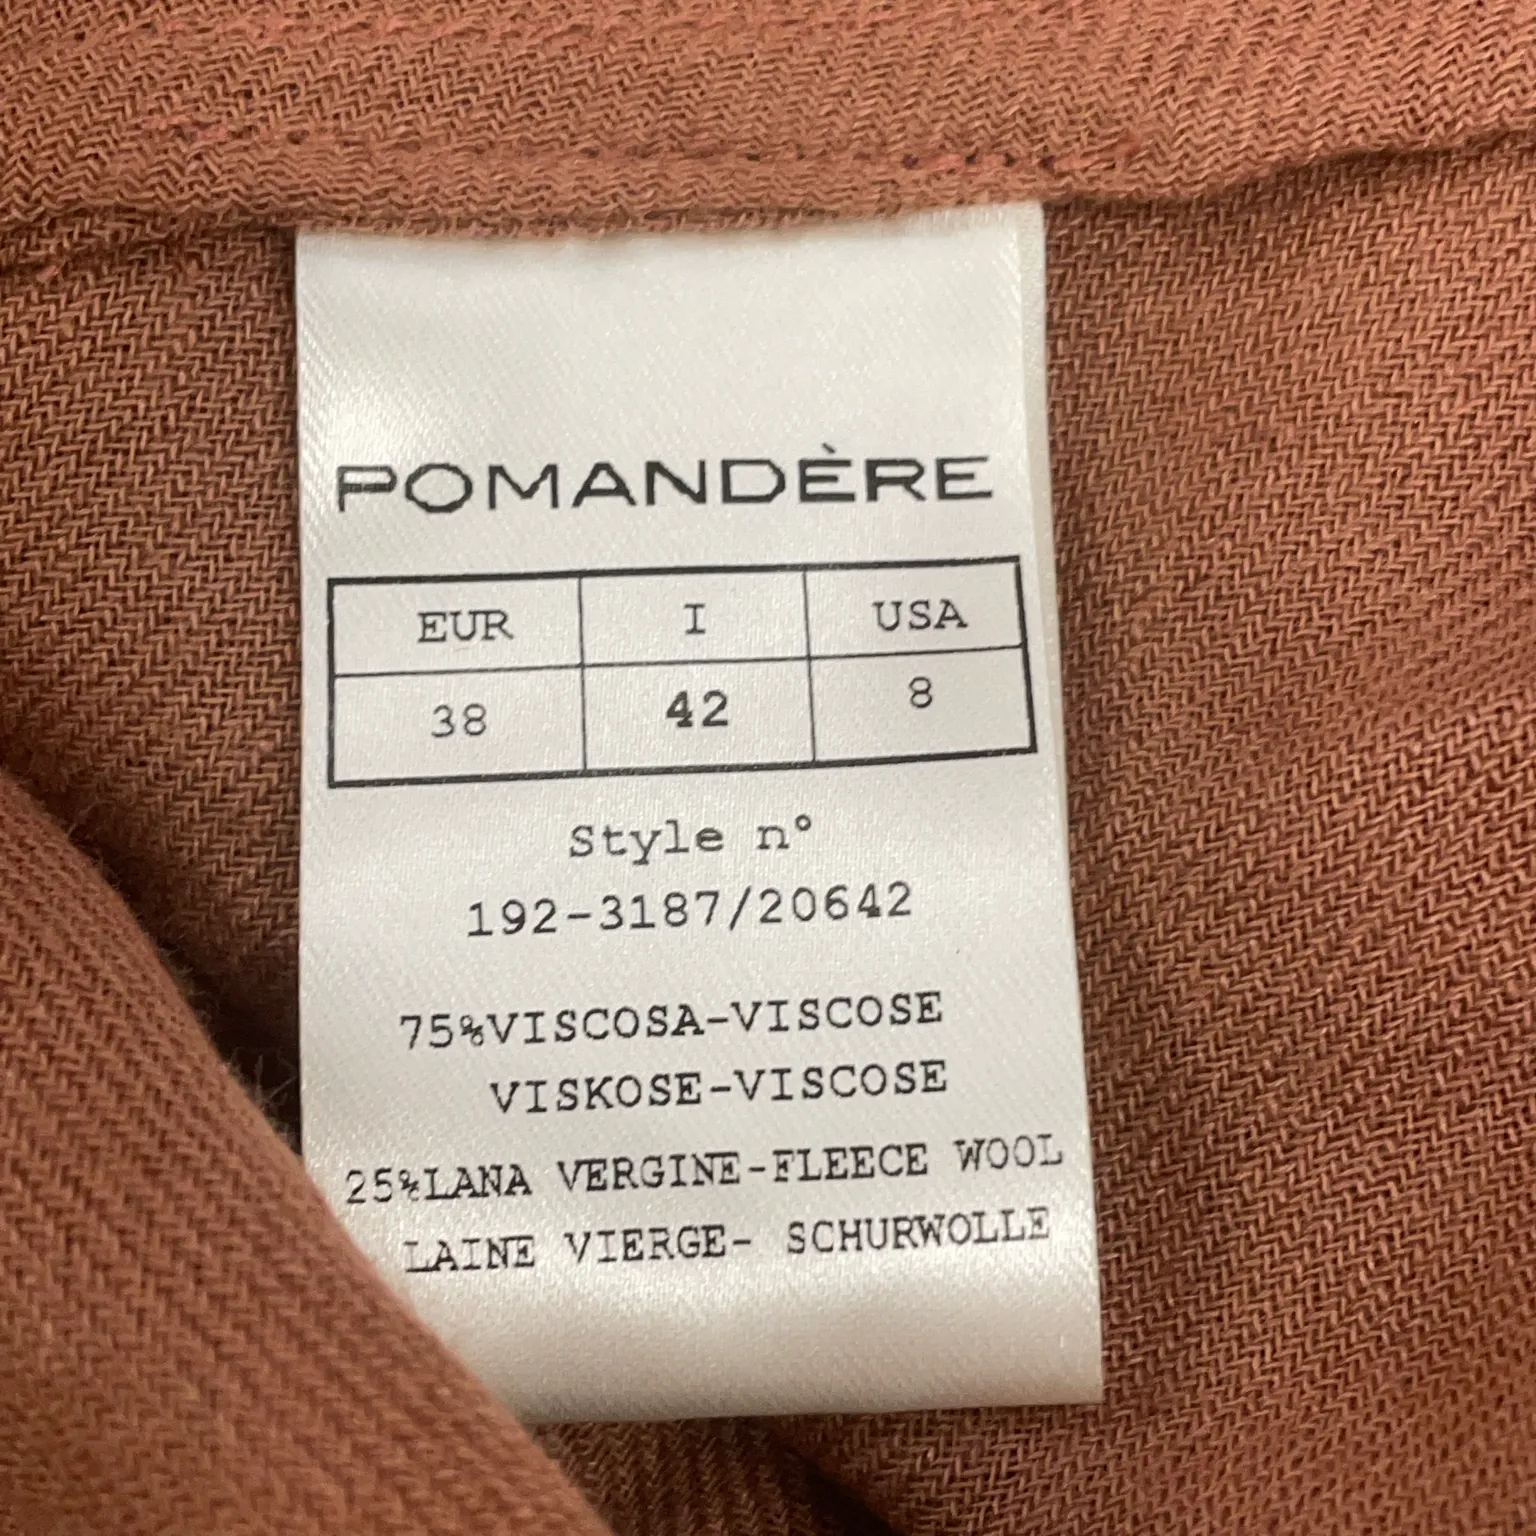 POMANDÈRE
EUR I USA
38 42 8
Style n°
192-3187/20642
75%VISCOSA-VISCOSE
VISKOSE-VISCOSE
25%LANA VERGINE-FLEECE WOOL
LAINE VIERGE- SCHURWOLLE